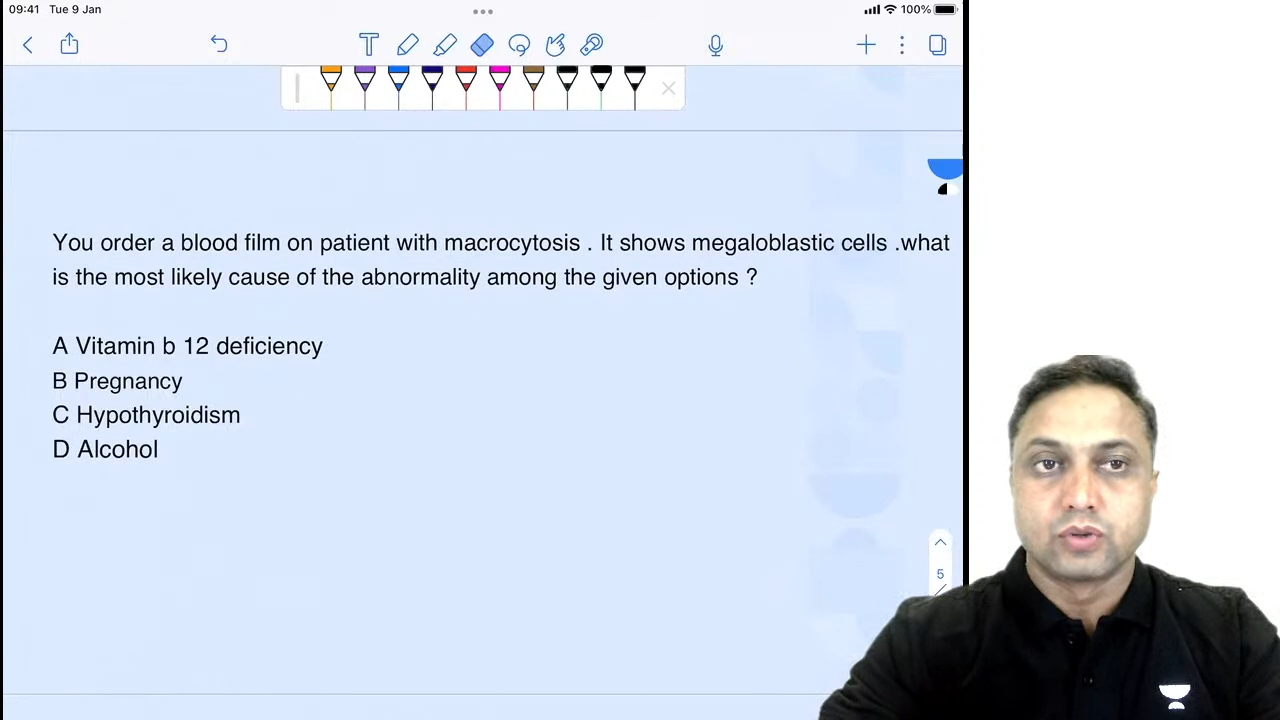 09:41 Tue 9 Jan
100%
T
You order a blood film on patient with macrocytosis . It shows megaloblastic cells .what
is the most likely cause of the abnormality among the given options ?
A Vitamin b 12 deficiency
B Pregnancy
C Hypothyroidism
D Alcohol
5